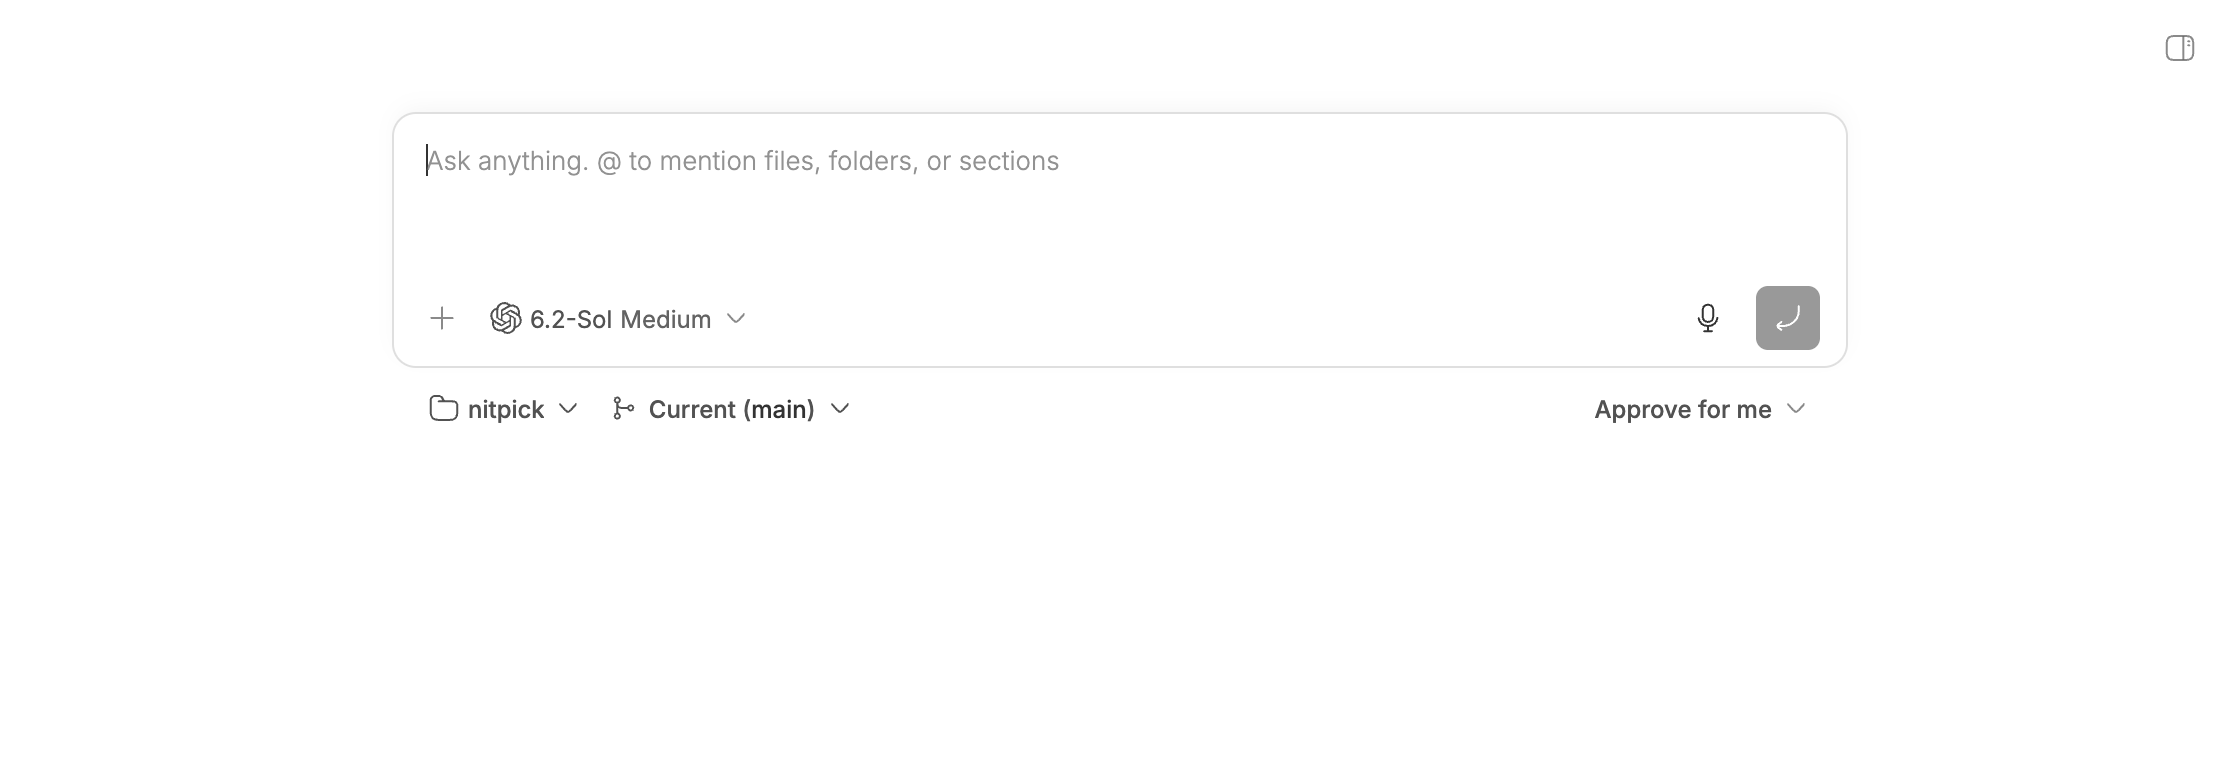 Ask anything. @ to mention files, folders, or sections
6.2-Sol Medium
nitpick Current (main) Approve for me